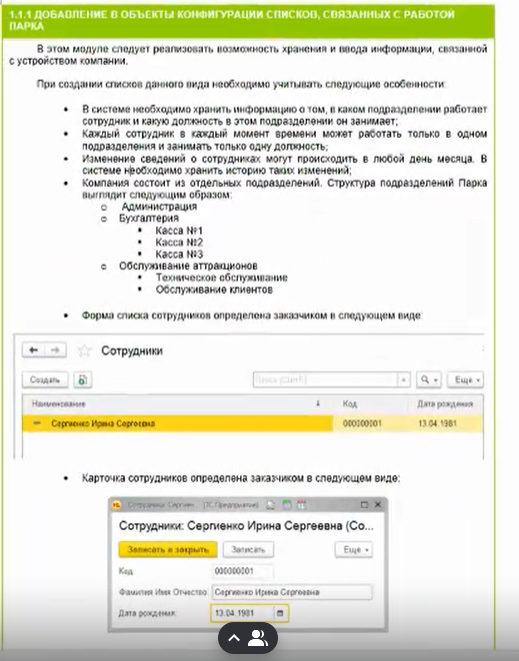 1.1.1 ДОБАВЛЕНИЕ В ОБЪЕКТЫ КОНФИГУРАЦИИ СПИСКОВ, СВЯЗАННЫХ С РАБОТОЙ
ПАРКА
В этом модуле следует реализовать возможность хранения и ввода информации, связанной
с устройством компании.
При создании списков данного вида необходимо учитывать следующие особенности:
• В системе необходимо хранить информацию о том, в каком подразделении работает
сотрудник и какую должность в этом подразделении он занимает;
• Каждый сотрудник в каждый момент времени может работать только в одном
подразделении и занимать только одну должность;
• Изменение сведений о сотрудниках могут происходить в любой день месяца. В
системе необходимо хранить историю таких изменений;
• Компания состоит из отдельных подразделений. Структура подразделений Парка
выглядит следующим образом:
o Администрация
o Бухгалтерия
▪ Касса №1
▪ Касса №2
▪ Касса №3
o Обслуживание аттракционов
▪ Техническое обслуживание
▪ Обслуживание клиентов
• Форма списка сотрудников определена заказчиком в следующем виде:
Сотрудники
Создать Поиск (Ctrl+F) Еще
Наименование Код Дата рождения
Сергиенко Ирина Сергеевна 000000001 13.04.1981
• Карточка сотрудников определена заказчиком в следующем виде:
Сотрудники: Сергиен... (1С:Предприятие)
Сотрудники: Сергиенко Ирина Сергеевна (Со...
Записать и закрыть Записать Еще
Код: 000000001
Фамилия Имя Отчество: Сергиенко Ирина Сергеевна
Дата рождения: 13.04.1981